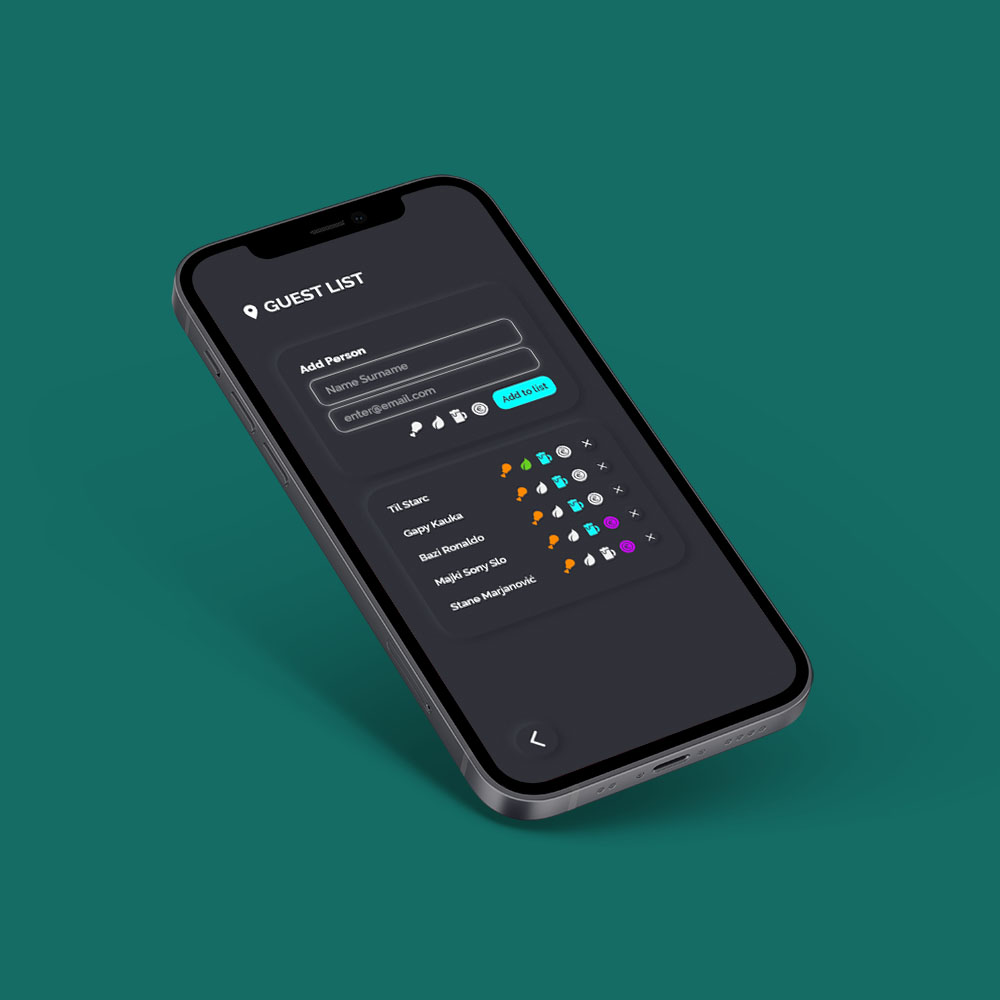 GUEST LIST
Add Person
Name Surname
enter@email.com
Add to list
Til Starc
Gapy Kauka
Bazi Ronaldo
Majki Sony Slo
Stane Marjanović